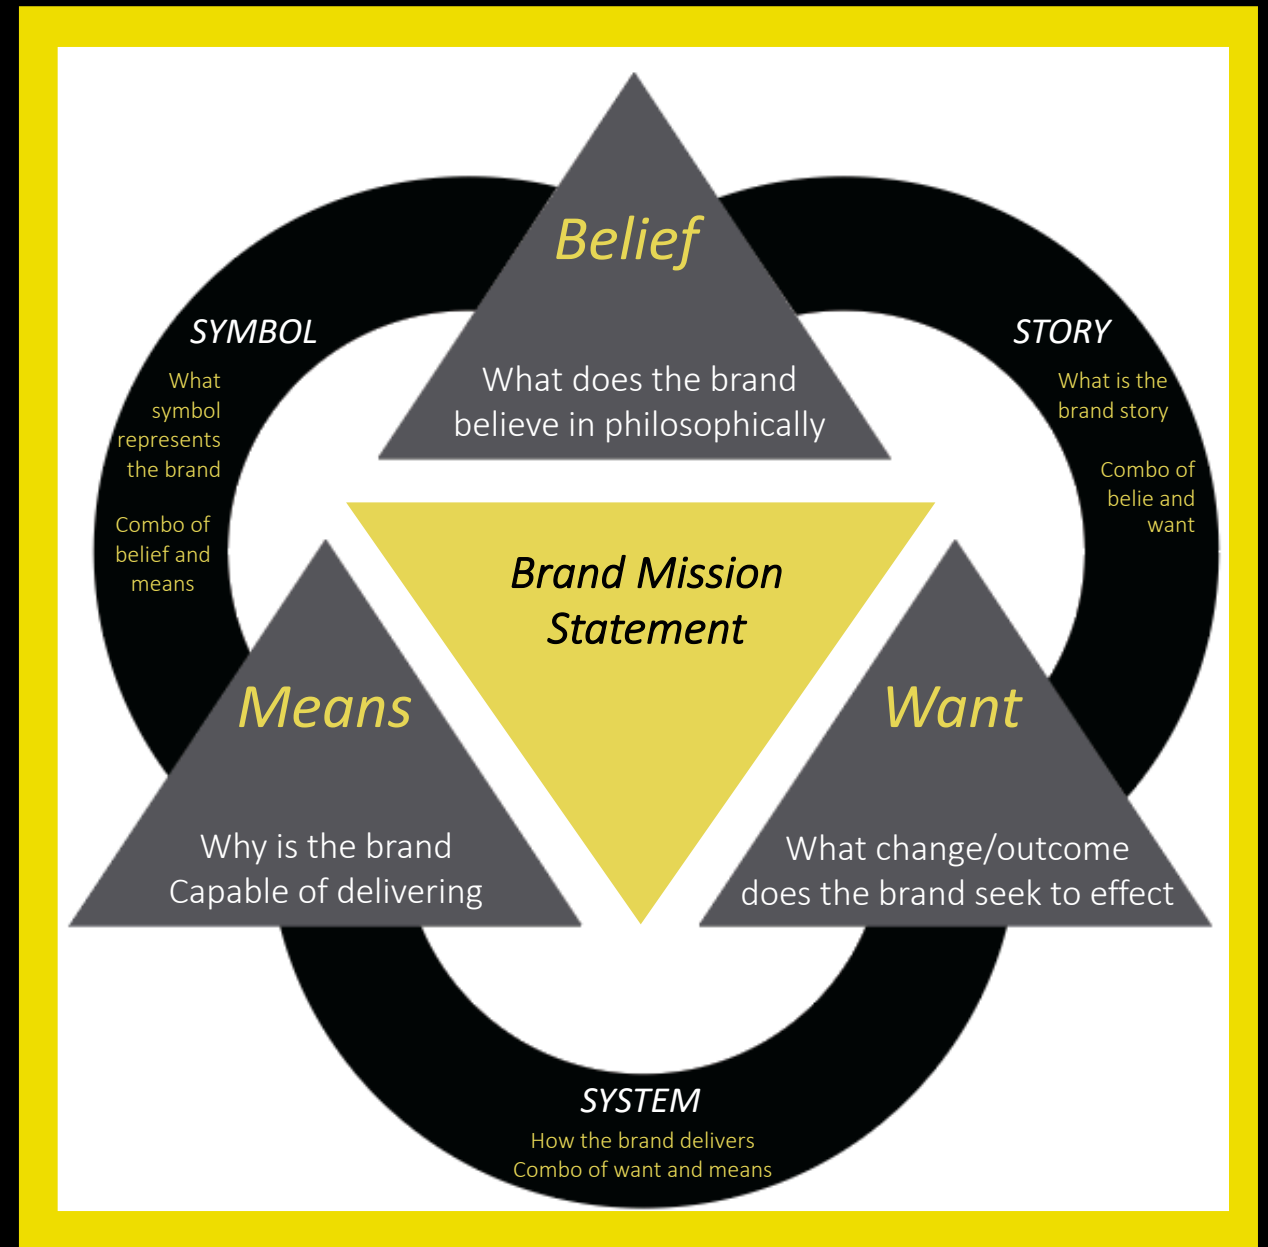 Belief
What does the brand
believe in philosophically
SYMBOL
What
symbol
represents
the brand
Combo of
belief and
means
STORY
What is the
brand story
Combo of
belie and
want
Brand Mission
Statement
Means
Why is the brand
Capable of delivering
Want
What change/outcome
does the brand seek to effect
SYSTEM
How the brand delivers
Combo of want and means